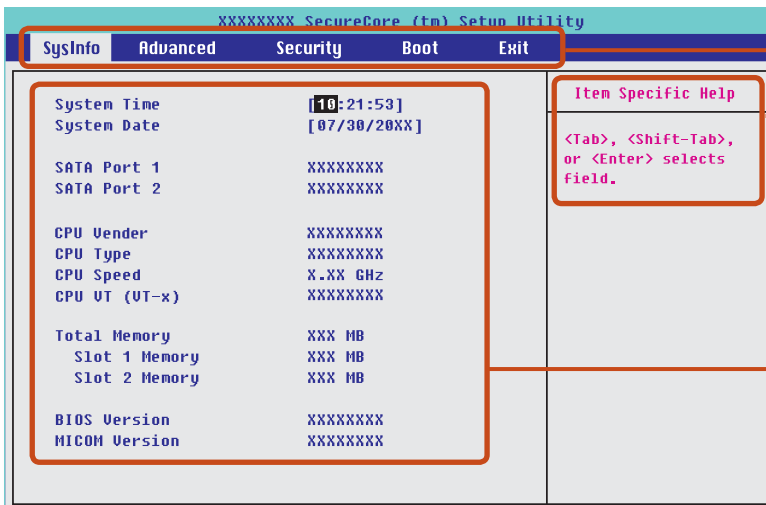 XXXXXXXX SecureCore (tm) Setup Utility
SysInfo Advanced Security Boot Exit
System Time [10:21:53]
System Date [07/30/20XX]
SATA Port 1 XXXXXXXX
SATA Port 2 XXXXXXXX
CPU Vender XXXXXXXX
CPU Type XXXXXXXX
CPU Speed X.XX GHz
CPU VT (VT-x) XXXXXXXX
Total Memory XXX MB
Slot 1 Memory XXX MB
Slot 2 Memory XXX MB
BIOS Version XXXXXXXX
MICOM Version XXXXXXXX
Item Specific Help
<Tab>, <Shift-Tab>,
or <Enter> selects
field.